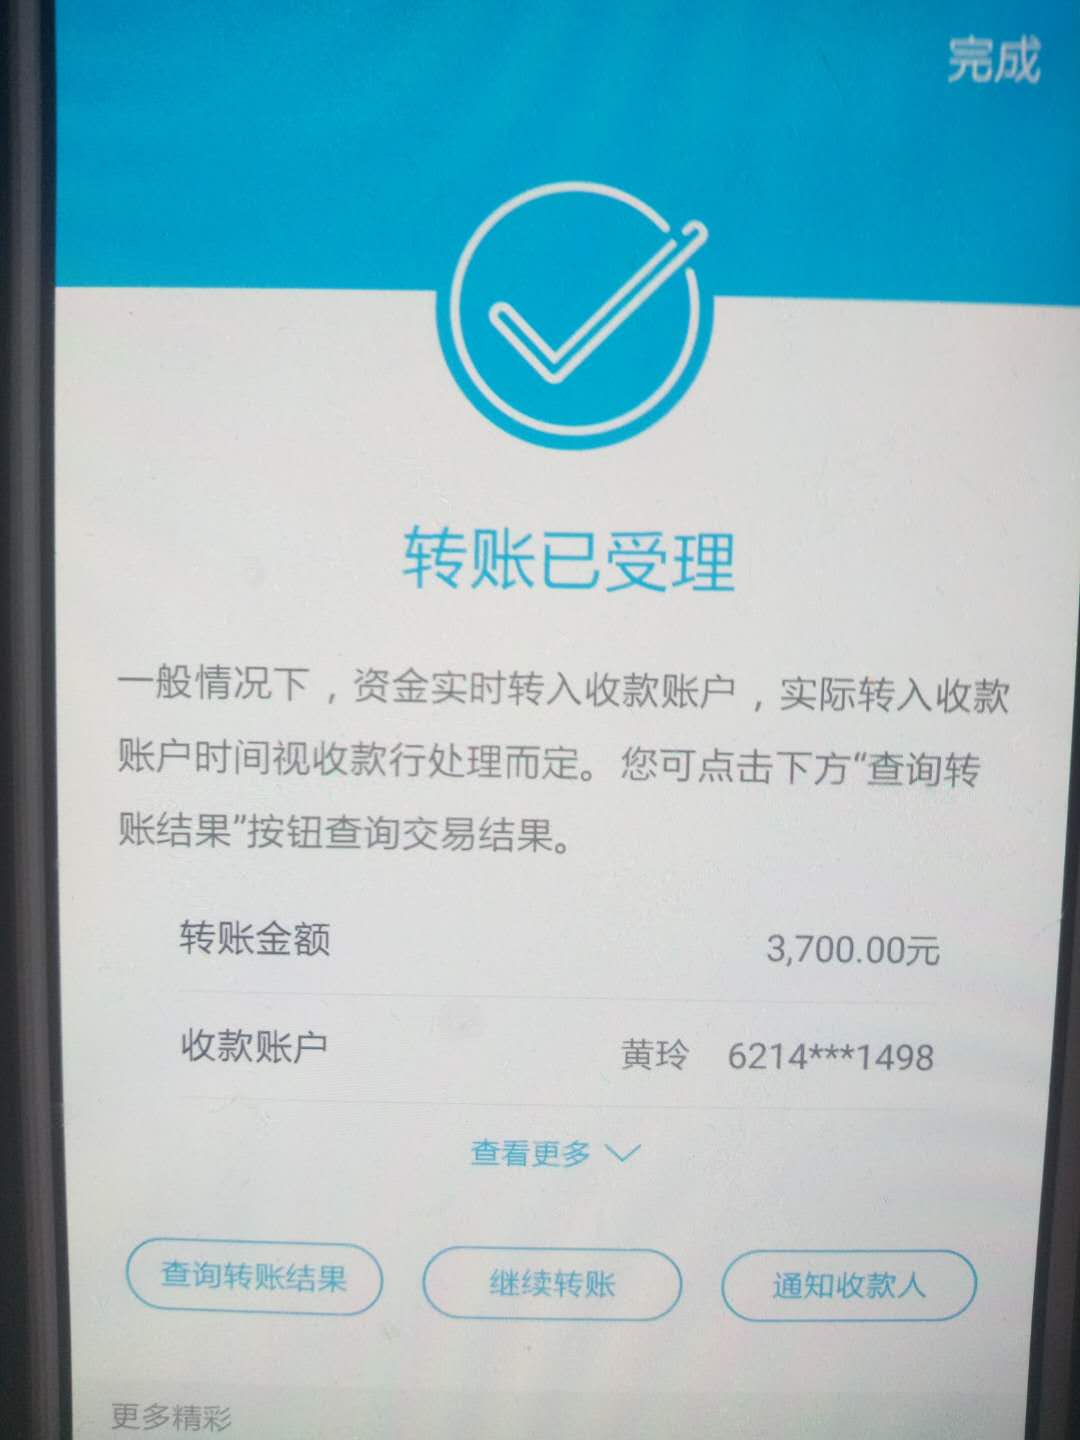 完成
转账已受理
一般情况下，资金实时转入收款账户，实际转入收款
账户时间视收款行处理而定。您可点击下方“查询转
账结果”按钮查询交易结果。
转账金额 3,700.00元
收款账户 黄玲 6214***1498
查看更多
查询转账结果 继续转账 通知收款人
更多精彩